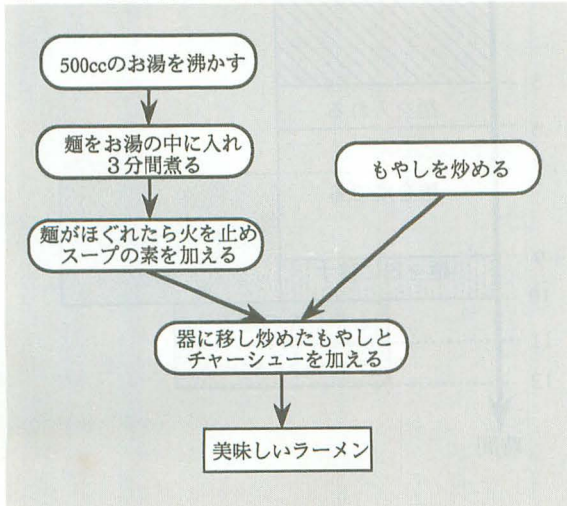 500ccのお湯を沸かす
麺をお湯の中に入れ
3分間煮る
もやしを炒める
麺がほぐれたら火を止め
スープの素を加える
器に移し炒めたもやしと
チャーシューを加える
美味しいラーメン